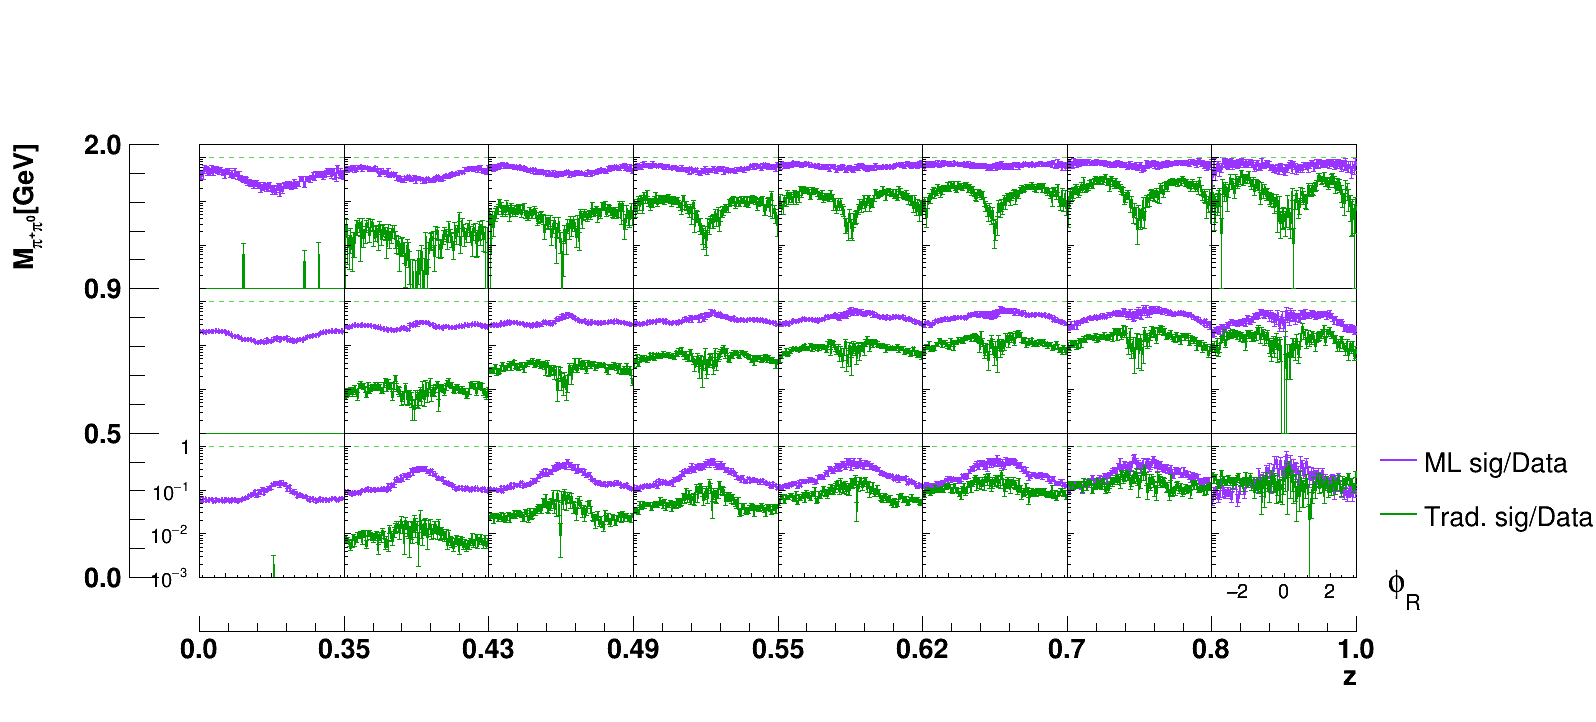 M_{π⁺π⁰} [GeV]
2.0
0.9
0.5
0.0
1
10⁻¹
10⁻²
10⁻³
ML sig/Data
Trad. sig/Data
−2 0 2
ϕ_R
0.0 0.35 0.43 0.49 0.55 0.62 0.7 0.8 1.0
z